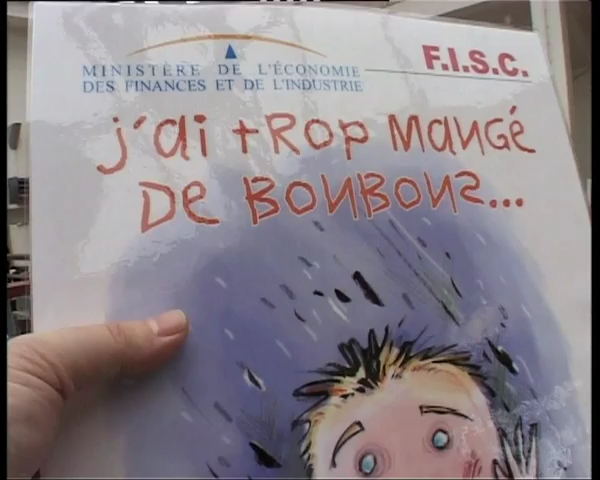 MINISTÈRE DE L'ÉCONOMIE
DES FINANCES ET DE L'INDUSTRIE
F.I.S.C.
j'ai trop mangé
de bonbons...